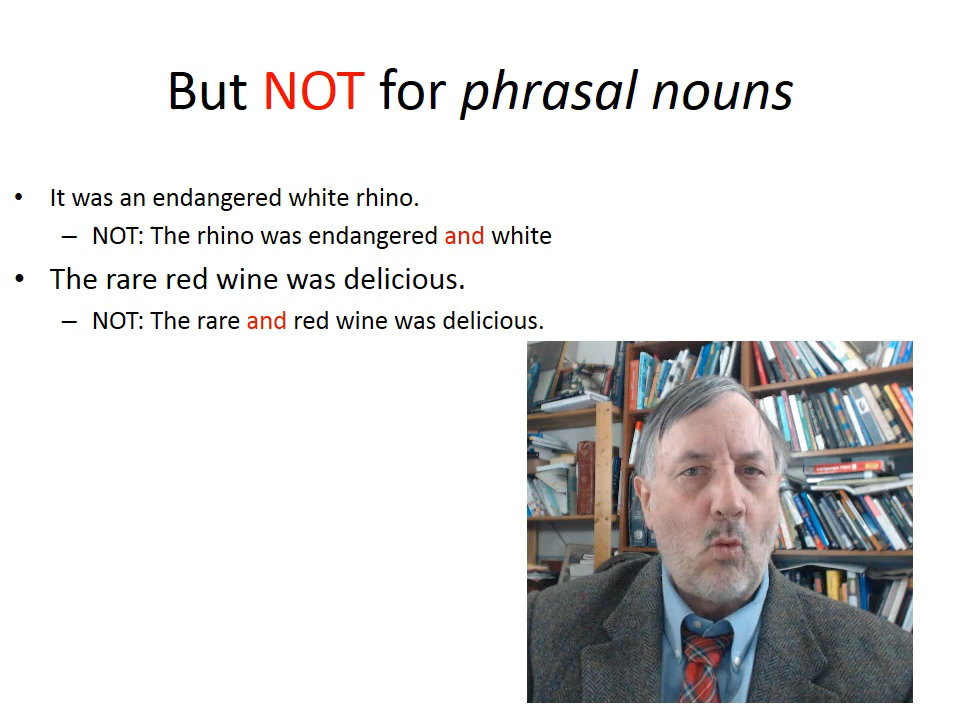 But NOT for phrasal nouns
• It was an endangered white rhino.
– NOT: The rhino was endangered and white
• The rare red wine was delicious.
– NOT: The rare and red wine was delicious.